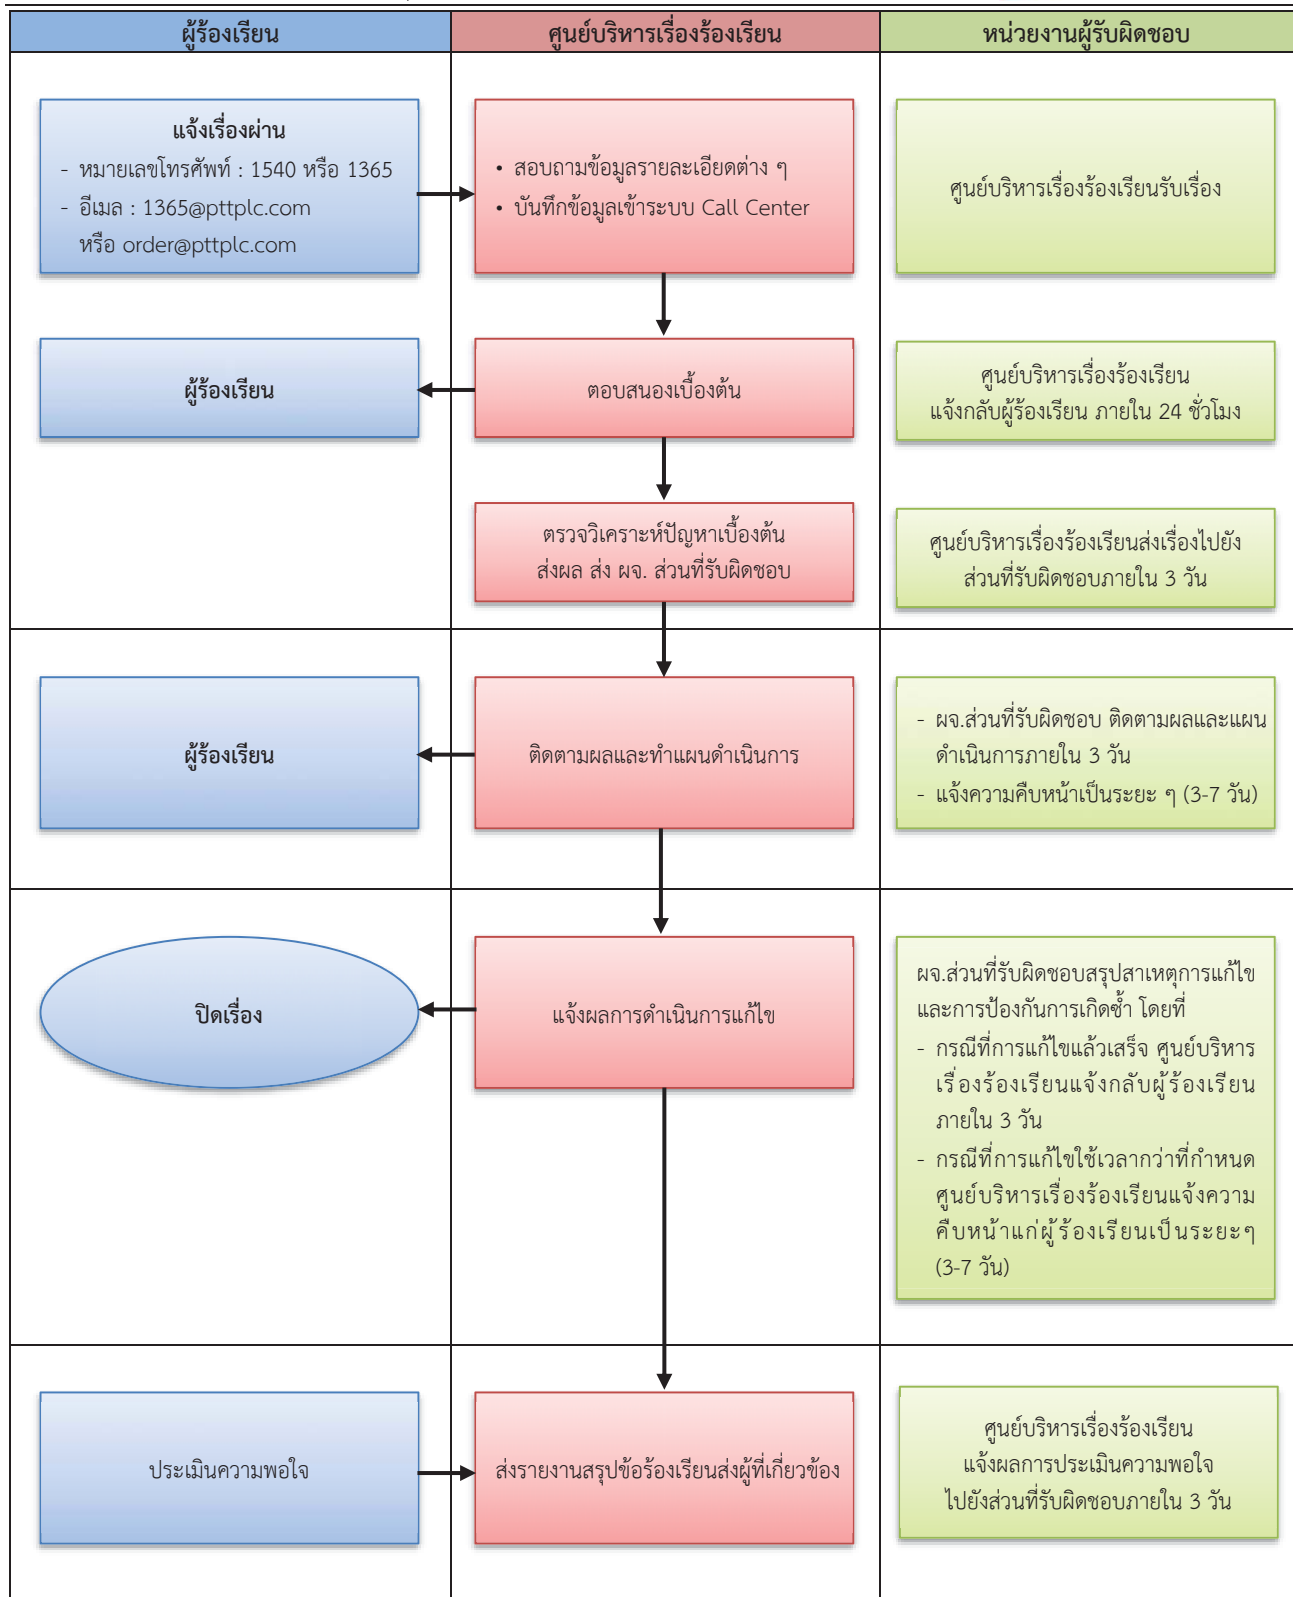 ผู้ร้องเรียน
ศูนย์บริหารเรื่องร้องเรียน
หน่วยงานผู้รับผิดชอบ
แจ้งเรื่องผ่าน
- หมายเลขโทรศัพท์ : 1540 หรือ 1365
- อีเมล : 1365@pttplc.com
หรือ order@pttplc.com
• สอบถามข้อมูลรายละเอียดต่าง ๆ
• บันทึกข้อมูลเข้าระบบ Call Center
ศูนย์บริหารเรื่องร้องเรียนรับเรื่อง
ผู้ร้องเรียน
ตอบสนองเบื้องต้น
ศูนย์บริหารเรื่องร้องเรียน
แจ้งกลับผู้ร้องเรียน ภายใน 24 ชั่วโมง
ตรวจวิเคราะห์ปัญหาเบื้องต้น
ส่งผล ส่ง ผจ. ส่วนที่รับผิดชอบ
ศูนย์บริหารเรื่องร้องเรียนส่งเรื่องไปยัง
ส่วนที่รับผิดชอบภายใน 3 วัน
ผู้ร้องเรียน
ติดตามผลและทำแผนดำเนินการ
- ผจ.ส่วนที่รับผิดชอบ ติดตามผลและแผน
ดำเนินการภายใน 3 วัน
- แจ้งความคืบหน้าเป็นระยะ ๆ (3-7 วัน)
ปิดเรื่อง
แจ้งผลการดำเนินการแก้ไข
ผจ.ส่วนที่รับผิดชอบสรุปสาเหตุการแก้ไข
และการป้องกันการเกิดซ้ำ โดยที่
- กรณีที่การแก้ไขแล้วเสร็จ ศูนย์บริหาร
เรื่องร้องเรียนแจ้งกลับผู้ร้องเรียน
ภายใน 3 วัน
- กรณีที่การแก้ไขใช้เวลากว่าที่กำหนด
ศูนย์บริหารเรื่องร้องเรียนแจ้งความ
คืบหน้าแก่ผู้ร้องเรียนเป็นระยะๆ
(3-7 วัน)
ประเมินความพอใจ
ส่งรายงานสรุปข้อร้องเรียนส่งผู้ที่เกี่ยวข้อง
ศูนย์บริหารเรื่องร้องเรียน
แจ้งผลการประเมินความพอใจ
ไปยังส่วนที่รับผิดชอบภายใน 3 วัน